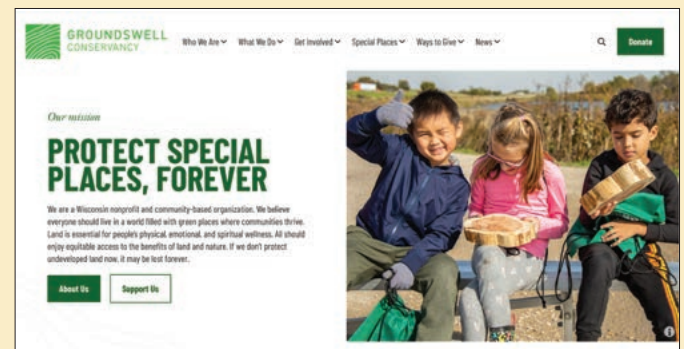 GROUNDSWELL
CONSERVANCY
Who We Are
What We Do
Get Involved
Special Places
Ways to Give
News
Donate
Our mission
PROTECT SPECIAL
PLACES, FOREVER
We are a Wisconsin nonprofit and community-based organization. We believe
everyone should live in a world filled with green places where communities thrive.
Land is essential for people's physical, emotional, and spiritual wellness. All should
enjoy equitable access to the benefits of land and nature. If we don't protect
undeveloped land now, it may be lost forever.
About Us
Support Us